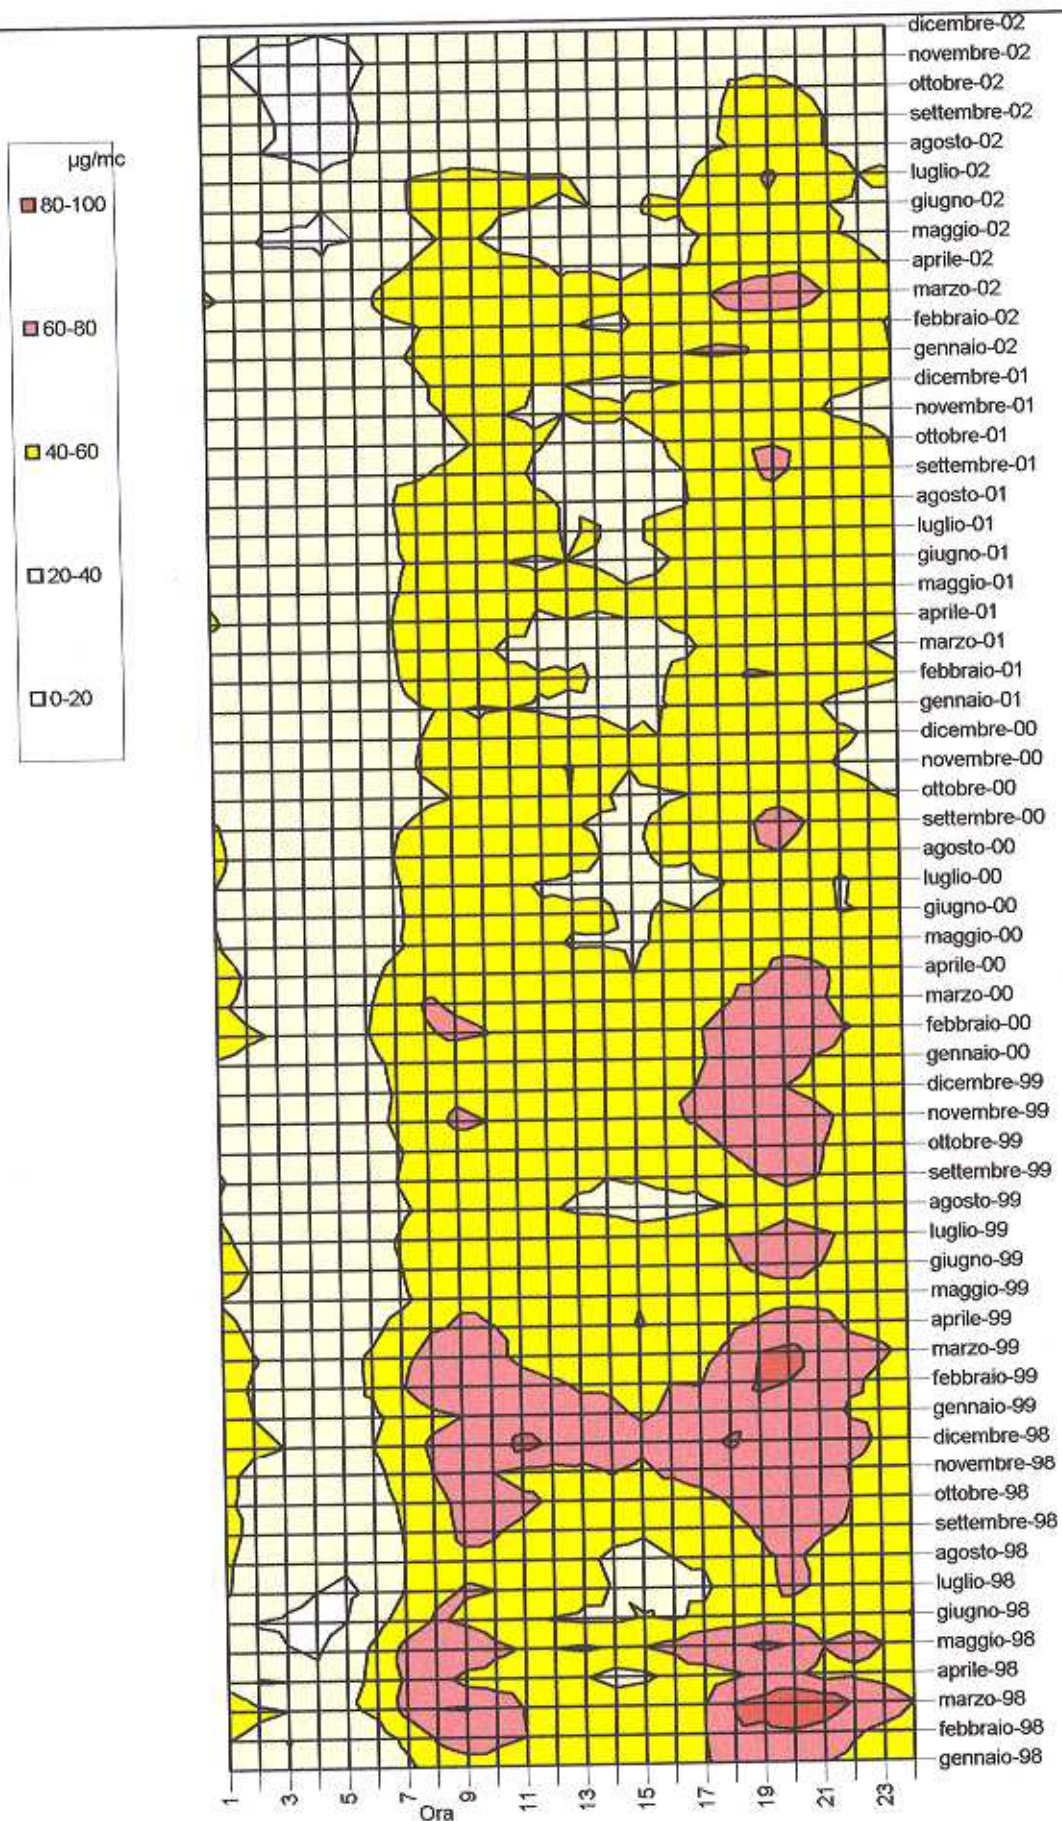 µg/mc
80-100
60-80
40-60
20-40
0-20
dicembre-02
novembre-02
ottobre-02
settembre-02
agosto-02
luglio-02
giugno-02
maggio-02
aprile-02
marzo-02
febbraio-02
gennaio-02
dicembre-01
novembre-01
ottobre-01
settembre-01
agosto-01
luglio-01
giugno-01
maggio-01
aprile-01
marzo-01
febbraio-01
gennaio-01
dicembre-00
novembre-00
ottobre-00
settembre-00
agosto-00
luglio-00
giugno-00
maggio-00
aprile-00
marzo-00
febbraio-00
gennaio-00
dicembre-99
novembre-99
ottobre-99
settembre-99
agosto-99
luglio-99
giugno-99
maggio-99
aprile-99
marzo-99
febbraio-99
gennaio-99
dicembre-98
novembre-98
ottobre-98
settembre-98
agosto-98
luglio-98
giugno-98
maggio-98
aprile-98
marzo-98
febbraio-98
gennaio-98
1 3 5 7 9 11 13 15 17 19 21 23
Ora